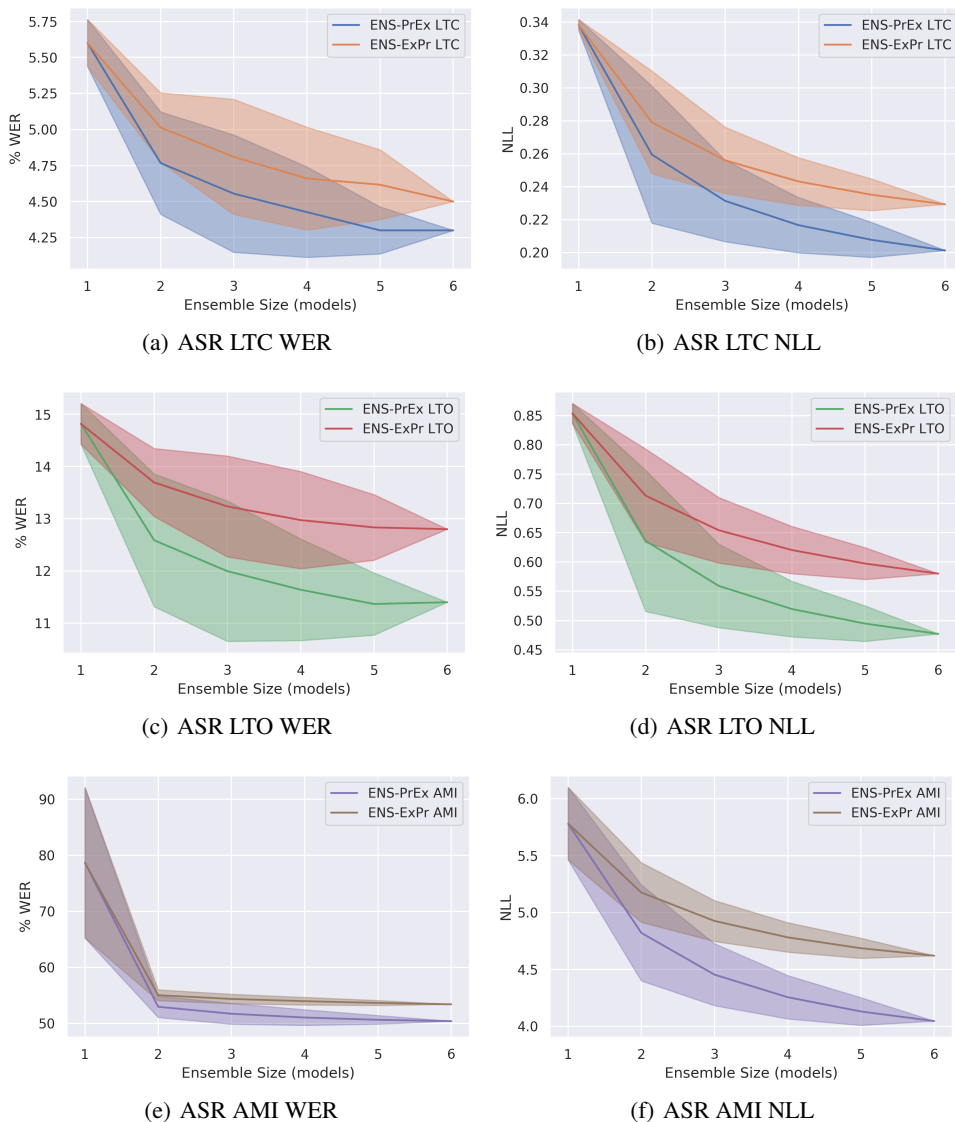 5.75
5.50
5.25
5.00
4.75
4.50
4.25
% WER
ENS-PrEx LTC
ENS-ExPr LTC
1 2 3 4 5 6
Ensemble Size (models)
(a) ASR LTC WER
0.34
0.32
0.30
0.28
0.26
0.24
0.22
0.20
NLL
ENS-PrEx LTC
ENS-ExPr LTC
1 2 3 4 5 6
Ensemble Size (models)
(b) ASR LTC NLL
15
14
13
12
11
% WER
ENS-PrEx LTO
ENS-ExPr LTO
1 2 3 4 5 6
Ensemble Size (models)
(c) ASR LTO WER
0.85
0.80
0.75
0.70
0.65
0.60
0.55
0.50
0.45
NLL
ENS-PrEx LTO
ENS-ExPr LTO
1 2 3 4 5 6
Ensemble Size (models)
(d) ASR LTO NLL
90
80
70
60
50
% WER
ENS-PrEx AMI
ENS-ExPr AMI
1 2 3 4 5 6
Ensemble Size (models)
(e) ASR AMI WER
6.0
5.5
5.0
4.5
4.0
NLL
ENS-PrEx AMI
ENS-ExPr AMI
1 2 3 4 5 6
Ensemble Size (models)
(f) ASR AMI NLL